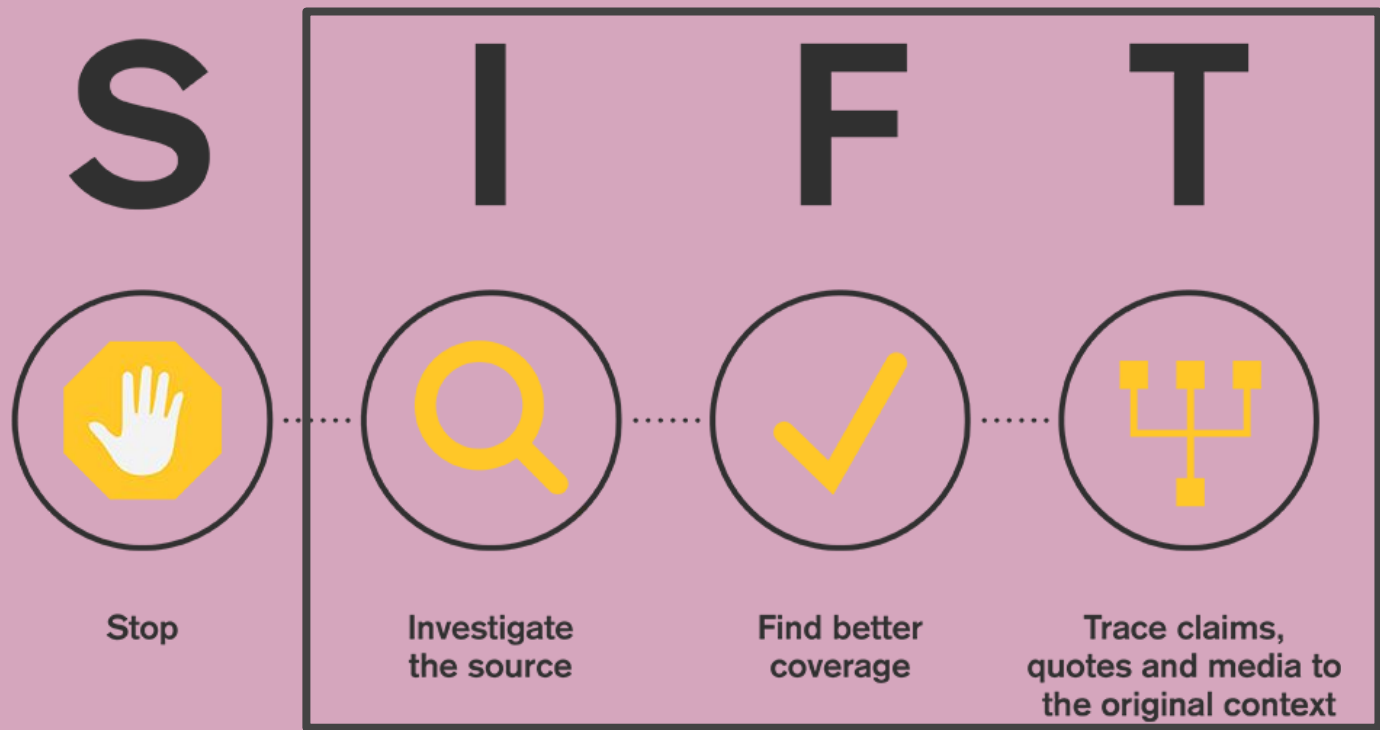 S I F T
Stop
Investigate
the source
Find better
coverage
Trace claims,
quotes and media to
the original context